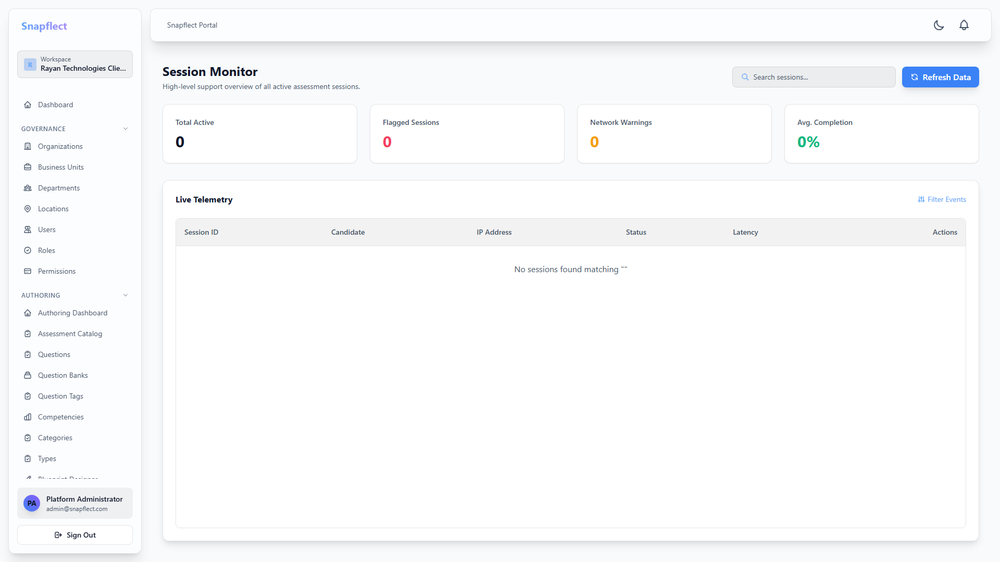 Snapflect
R
Workspace
Rayan Technologies Clie...
Dashboard
GOVERNANCE
Organizations
Business Units
Departments
Locations
Users
Roles
Permissions
AUTHORING
Authoring Dashboard
Assessment Catalog
Questions
Question Banks
Question Tags
Competencies
Categories
Types
Blueprint Designer
PA
Platform Administrator
admin@snapflect.com
Sign Out
Snapflect Portal
Session Monitor
High-level support overview of all active assessment sessions.
Search sessions...
Refresh Data
Total Active
0
Flagged Sessions
0
Network Warnings
0
Avg. Completion
0%
Live Telemetry
Filter Events
Session ID Candidate IP Address Status Latency Actions
No sessions found matching ""